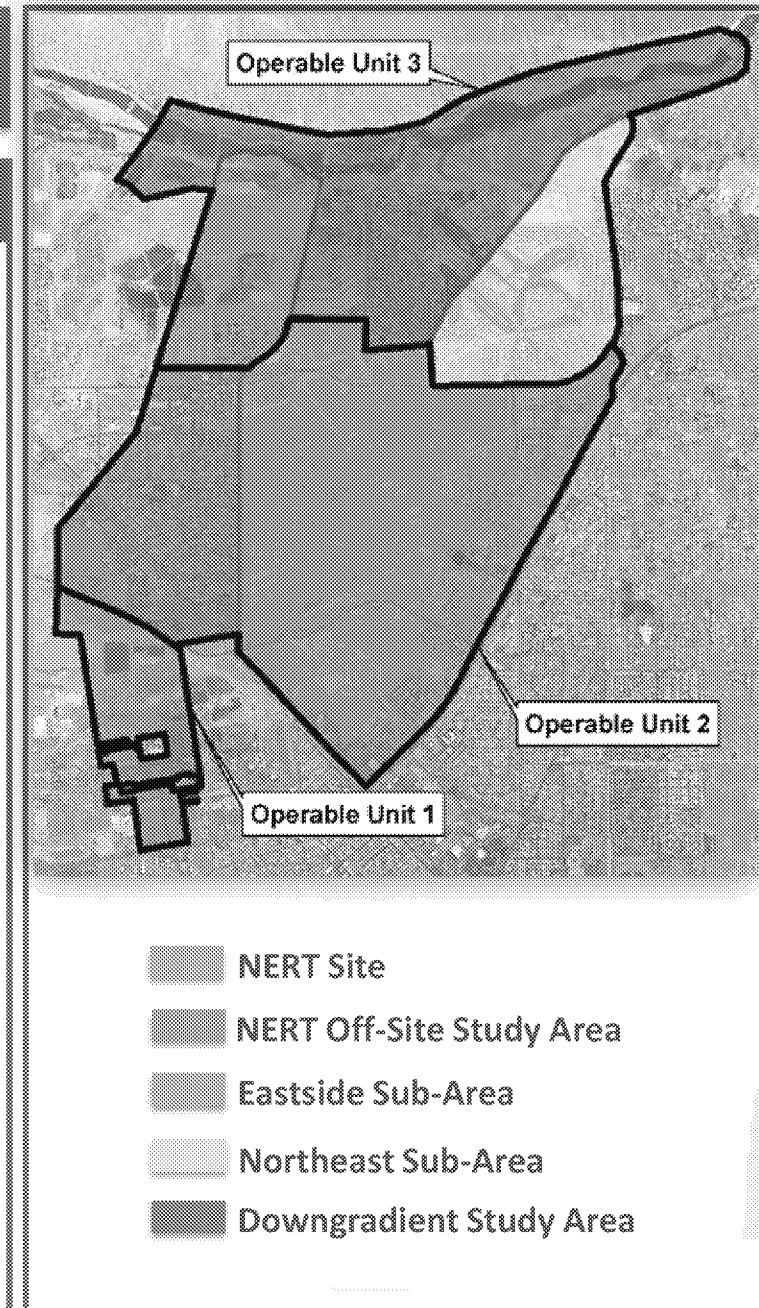 Operable Unit 3
Operable Unit 2
Operable Unit 1
NERT Site
NERT Off-Site Study Area
Eastside Sub-Area
Northeast Sub-Area
Downgradient Study Area